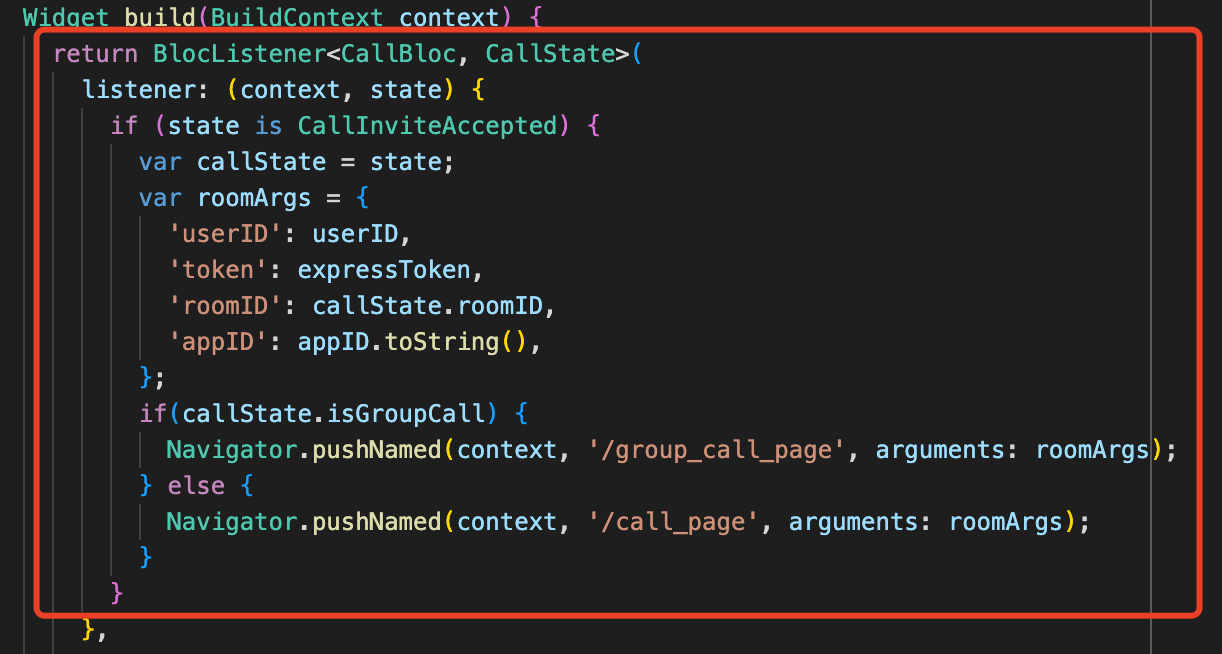 Widget build(BuildContext context) {
return BlocListener<CallBloc, CallState>(
listener: (context, state) {
if (state is CallInviteAccepted) {
var callState = state;
var roomArgs = {
'userID': userID,
'token': expressToken,
'roomID': callState.roomID,
'appID': appID.toString(),
};
if(callState.isGroupCall) {
Navigator.pushNamed(context, '/group_call_page', arguments: roomArgs);
} else {
Navigator.pushNamed(context, '/call_page', arguments: roomArgs);
}
}
},